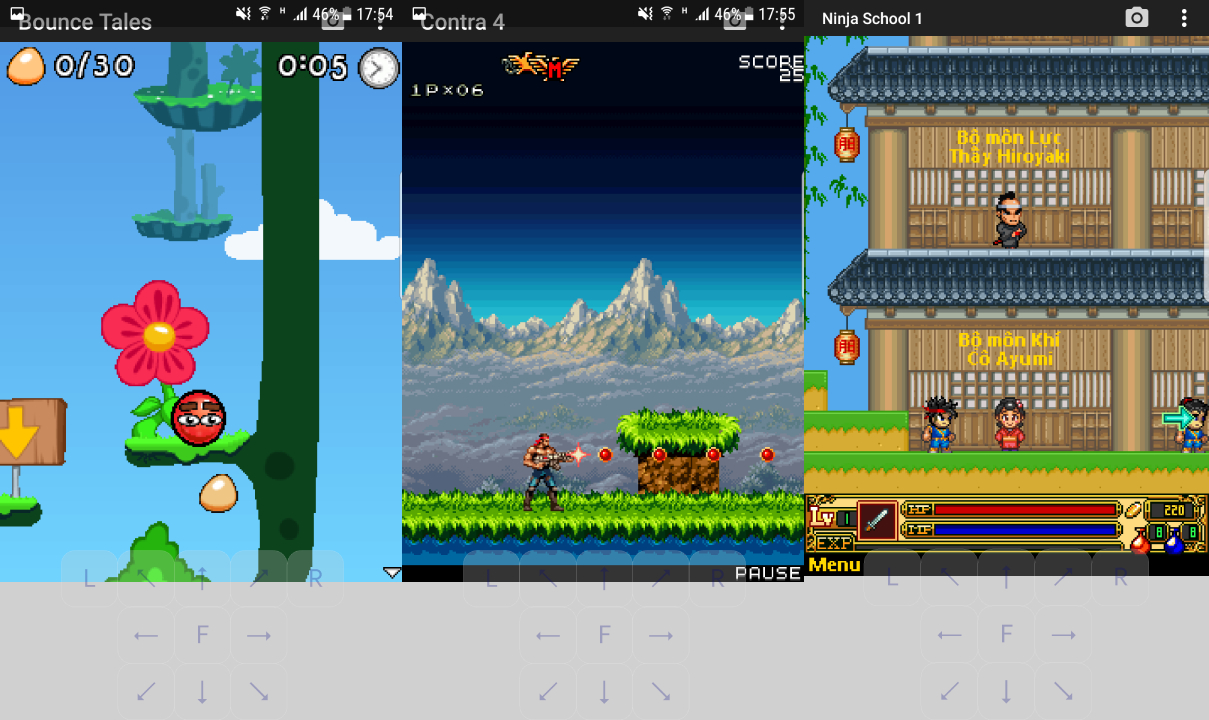 Bounce Tales
46% 17:54
0/30
0:05
L
R
F
Contra 4
H
46% 17:55
1P×06
M
SCORE
25
PAUSE
L
R
F
Ninja School 1
Bộ môn Lực
Thầy Hiroyaki
Bộ môn Khí
Cô Ayumi
Lv 1
HP
MP
EXP
220
8 8
Menu
L
R
F